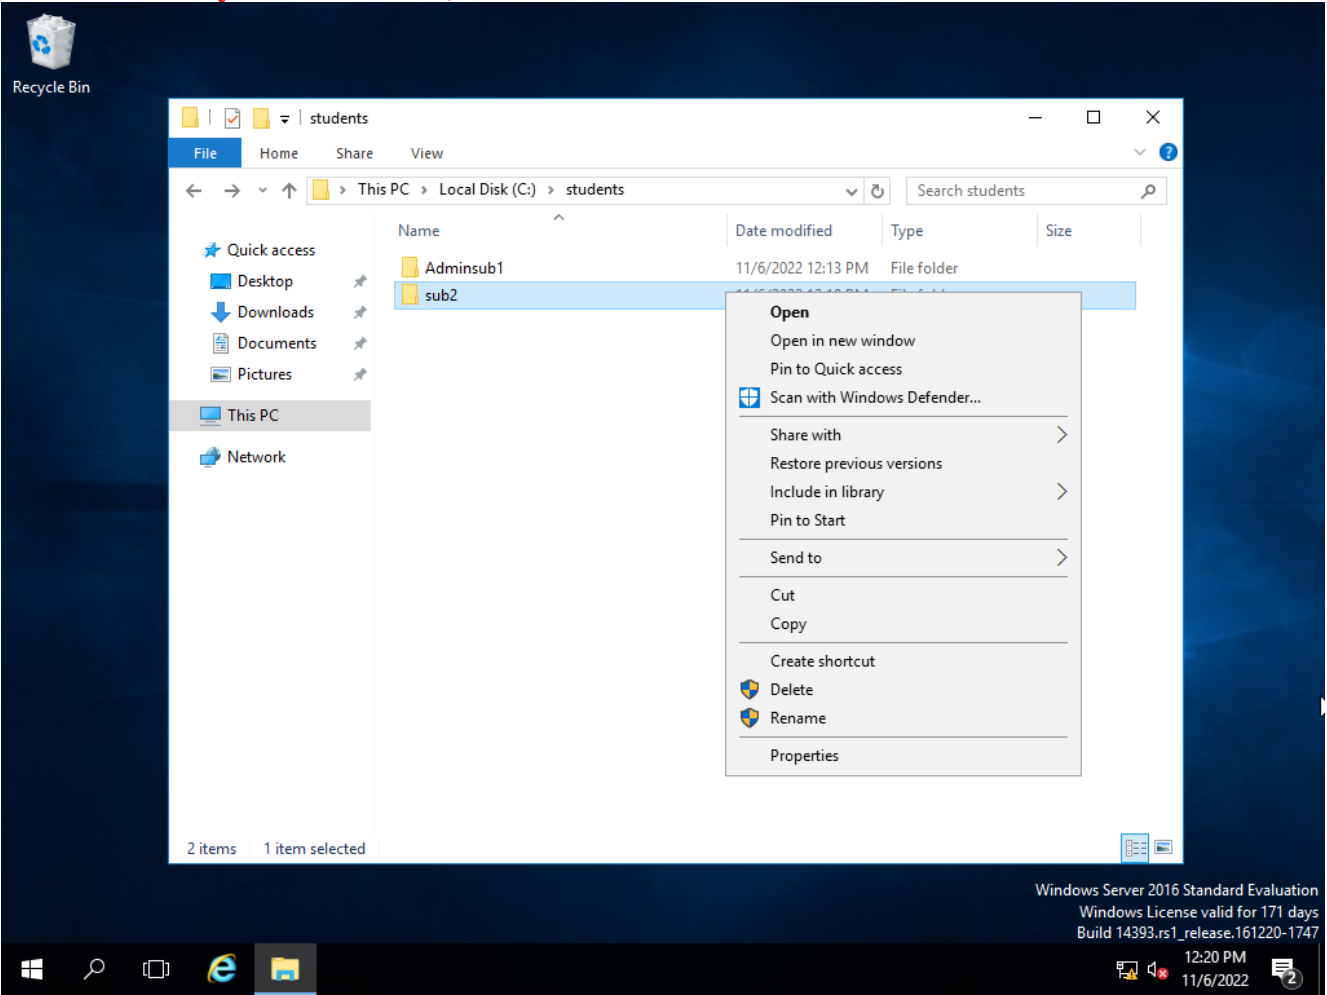 Recycle Bin
students
File Home Share View
This PC > Local Disk (C:) > students
Search students
Name Date modified Type Size
Quick access
Desktop
Downloads
Documents
Pictures
This PC
Network
Adminsub1 11/6/2022 12:13 PM File folder
sub2
Open
Open in new window
Pin to Quick access
Scan with Windows Defender...
Share with
Restore previous versions
Include in library
Pin to Start
Send to
Cut
Copy
Create shortcut
Delete
Rename
Properties
2 items 1 item selected
Windows Server 2016 Standard Evaluation
Windows License valid for 171 days
Build 14393.rs1_release.161220-1747
12:20 PM
11/6/2022
2